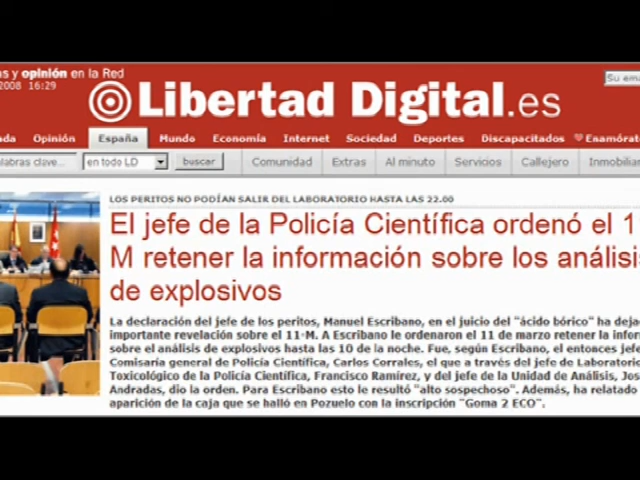 as y opinión en la Red
2008 16:29
Libertad Digital.es
Su ema
ada Opinión España Mundo Economía Internet Sociedad Deportes Discapacitados Enamórate
alabras clave... en todo LD buscar Comunidad Extras Al minuto Servicios Callejero Inmobiliar
LOS PERITOS NO PODÍAN SALIR DEL LABORATORIO HASTA LAS 22.00
El jefe de la Policía Científica ordenó el 1
M retener la información sobre los análisis
de explosivos
La declaración del jefe de los peritos, Manuel Escribano, en el juicio del "ácido bórico" ha deja
importante revelación sobre el 11-M. A Escribano le ordenaron el 11 de marzo retener la infor
sobre el análisis de explosivos hasta las 10 de la noche. Fue, según Escribano, el entonces jefe
Comisaría general de Policía Científica, Carlos Corrales, el que a través del jefe de Laboratorio
Toxicológico de la Policía Científica, Francisco Ramírez, y del jefe de la Unidad de Análisis, Jos
Andradas, dio la orden. Para Escribano esto le resultó "alto sospechoso". Además, ha relatado
aparición de la caja que se halló en Pozuelo con la inscripción "Goma 2 ECO".